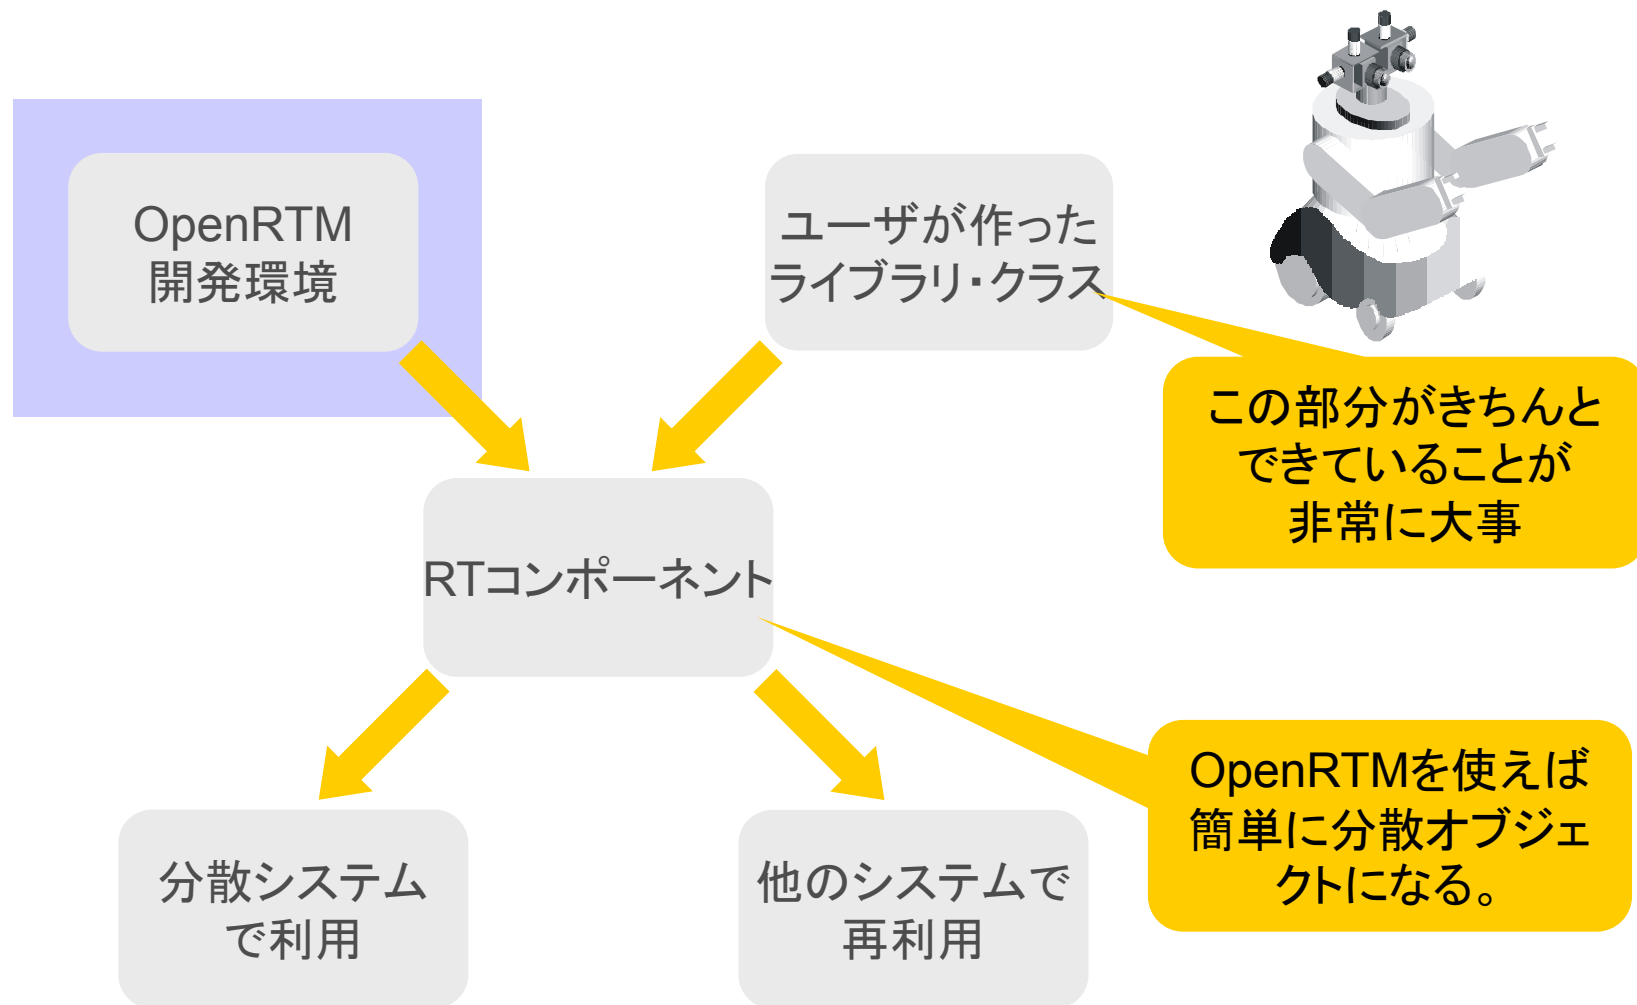 OpenRTM
開発環境
ユーザが作った
ライブラリ・クラス
この部分がきちんと
できていることが
非常に大事
RTコンポーネント
OpenRTMを使えば
簡単に分散オブジェ
クトになる。
分散システム
で利用
他のシステムで
再利用